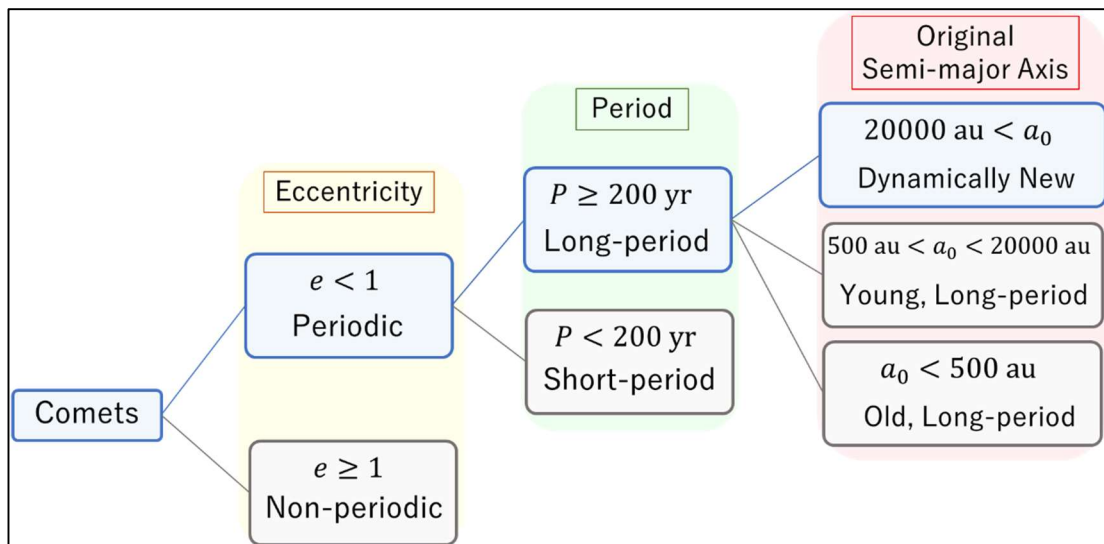 Comets
Eccentricity
e < 1
Periodic
e ≥ 1
Non-periodic
Period
P ≥ 200 yr
Long-period
P < 200 yr
Short-period
Original
Semi-major Axis
20000 au < a₀
Dynamically New
500 au < a₀ < 20000 au
Young, Long-period
a₀ < 500 au
Old, Long-period